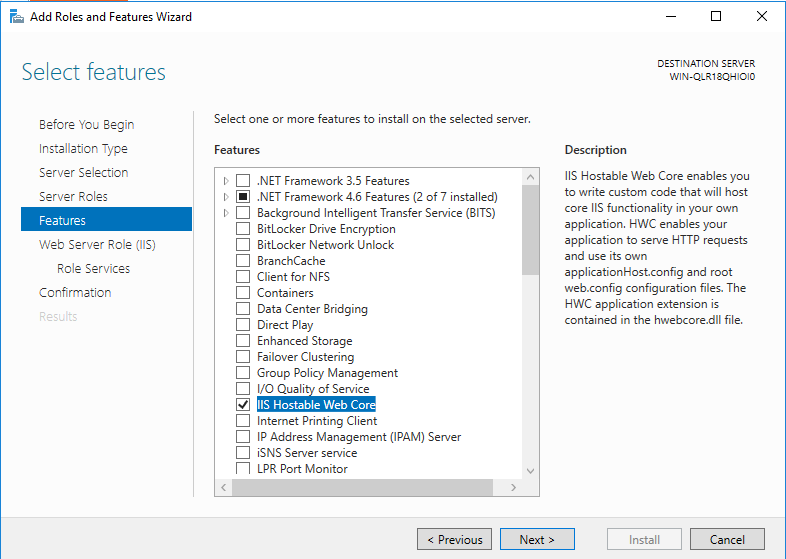 Add Roles and Features Wizard
Select features
DESTINATION SERVER
WIN-QLR18QHIOI0
Before You Begin
Installation Type
Server Selection
Server Roles
Features
Web Server Role (IIS)
Role Services
Confirmation
Results
Select one or more features to install on the selected server.
Features
.NET Framework 3.5 Features
.NET Framework 4.6 Features (2 of 7 installed)
Background Intelligent Transfer Service (BITS)
BitLocker Drive Encryption
BitLocker Network Unlock
BranchCache
Client for NFS
Containers
Data Center Bridging
Direct Play
Enhanced Storage
Failover Clustering
Group Policy Management
I/O Quality of Service
IIS Hostable Web Core
Internet Printing Client
IP Address Management (IPAM) Server
iSNS Server service
LPR Port Monitor
Description
IIS Hostable Web Core enables you
to write custom code that will host
core IIS functionality in your own
application. HWC enables your
application to serve HTTP requests
and use its own
applicationHost.config and root
web.config configuration files. The
HWC application extension is
contained in the hwebcore.dll file.
< Previous
Next >
Install
Cancel